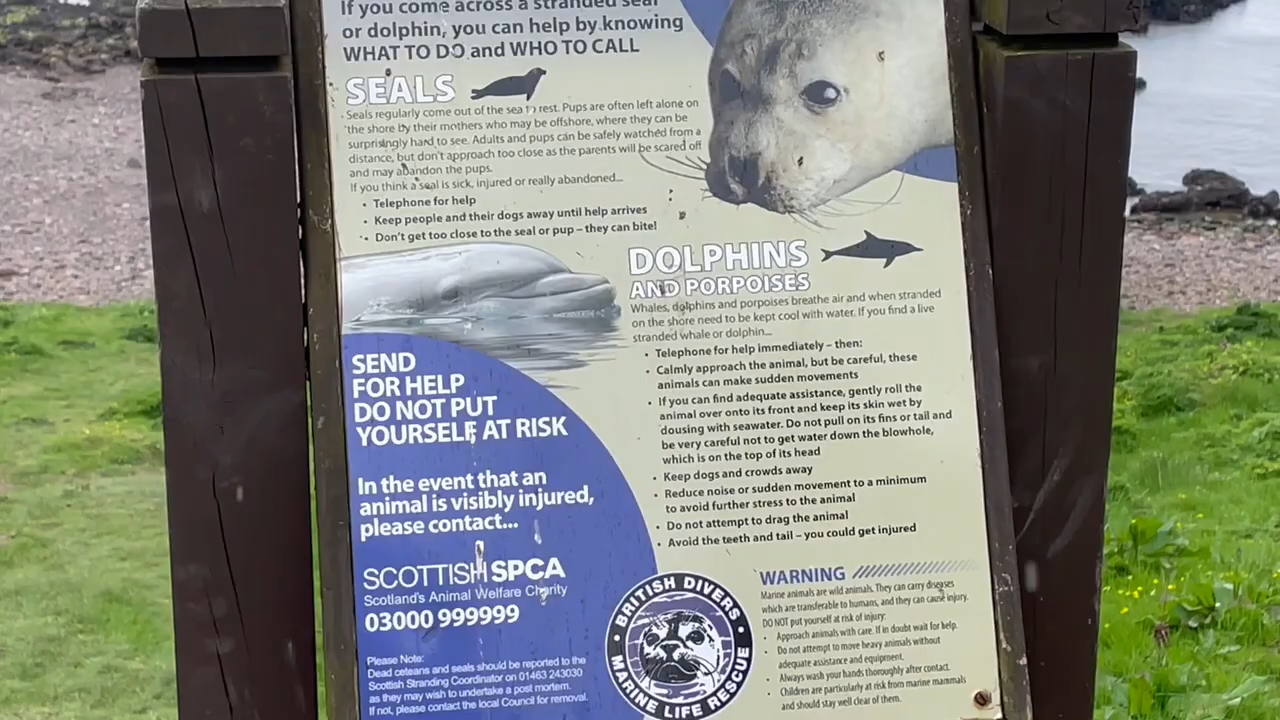 If you come across a stranded seal
or dolphin, you can help by knowing
WHAT TO DO and WHO TO CALL
SEALS
Seals regularly come out of the sea to rest. Pups are often left alone on
the shore by their mothers who may be offshore, where they can be
surprisingly hard to see. Adults and pups can be safely watched from a
distance, but don't approach too close as the parents will be scared off
and may abandon the pups.
If you think a seal is sick, injured or really abandoned...
• Telephone for help
• Keep people and their dogs away until help arrives
• Don't get too close to the seal or pup – they can bite!
DOLPHINS
AND PORPOISES
Whales, dolphins and porpoises breathe air and when stranded
on the shore need to be kept cool with water. If you find a live
stranded whale or dolphin...
• Telephone for help immediately – then:
• Calmly approach the animal, but be careful, these
animals can make sudden movements
• If you can find adequate assistance, gently roll the
animal over onto its front and keep its skin wet by
dousing with seawater. Do not pull on its fins or tail and
be very careful not to get water down the blowhole,
which is on the top of its head
• Keep dogs and crowds away
• Reduce noise or sudden movement to a minimum
to avoid further stress to the animal
• Do not attempt to drag the animal
• Avoid the teeth and tail – you could get injured
SEND
FOR HELP
DO NOT PUT
YOURSELF AT RISK
In the event that an
animal is visibly injured,
please contact...
SCOTTISH SPCA
Scotland's Animal Welfare Charity
03000 999999
Please Note:
Dead ceteans and seals should be reported to the
Scottish Stranding Coordinator on 01463 243030
as they may wish to undertake a post mortem.
If not, please contact the local Council for removal.
BRITISH DIVERS
MARINE LIFE RESCUE
WARNING
Marine animals are wild animals. They can carry diseases
which are transferable to humans, and they can cause injury.
DO NOT put yourself at risk of injury:
• Approach animals with care. If in doubt wait for help.
• Do not attempt to move heavy animals without
adequate assistance and equipment.
• Always wash your hands thoroughly after contact.
• Children are particularly at risk from marine mammals
and should stay well clear of them.